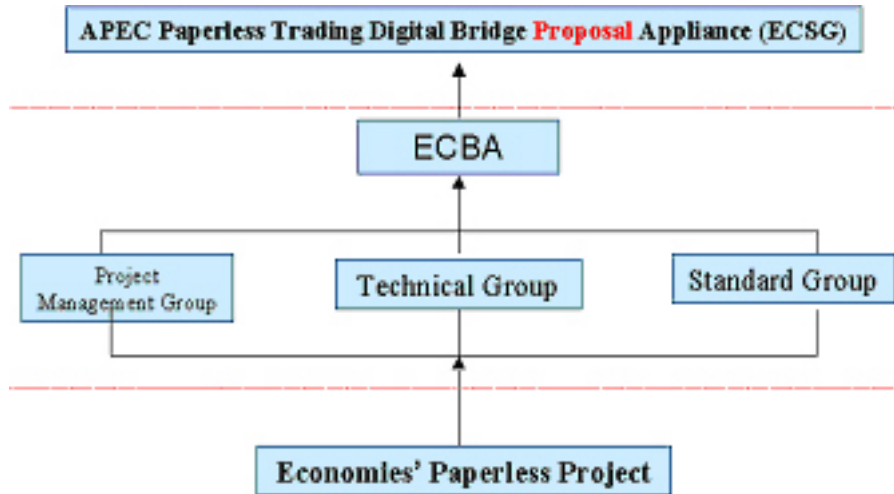 APEC Paperless Trading Digital Bridge Proposal Appliance (ECSG)
ECBA
Project
Management Group
Technical Group
Standard Group
Economies' Paperless Project